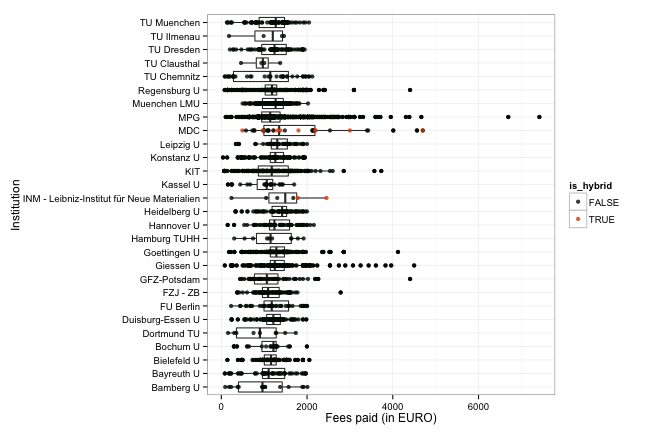 TU Muenchen
TU Ilmenau
TU Dresden
TU Clausthal
TU Chemnitz
Regensburg U
Muenchen LMU
MPG
MDC
Leipzig U
Konstanz U
KIT
Kassel U
INM - Leibniz-Institut für Neue Materialien
Heidelberg U
Hannover U
Hamburg TUHH
Goettingen U
Giessen U
GFZ-Potsdam
FZJ - ZB
FU Berlin
Duisburg-Essen U
Dortmund TU
Bochum U
Bielefeld U
Bayreuth U
Bamberg U
Institution
0 2000 4000 6000
Fees paid (in EURO)
is_hybrid
FALSE
TRUE